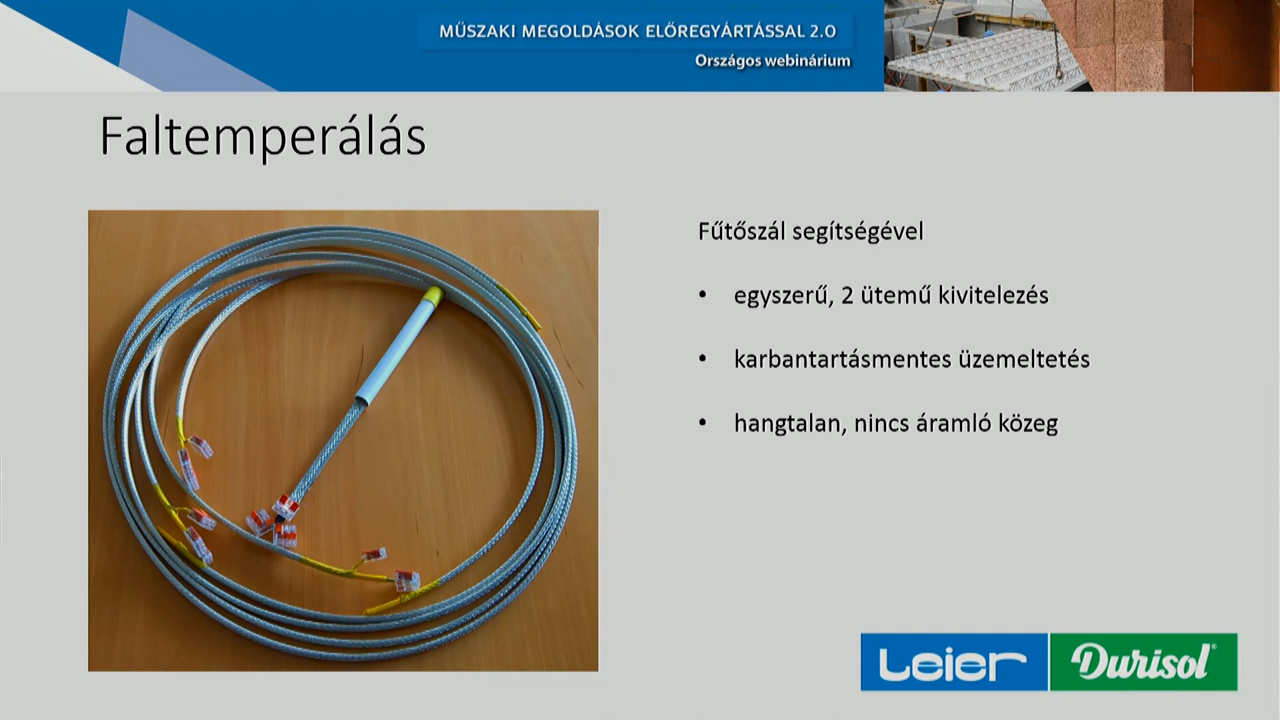 MŰSZAKI MEGOLDÁSOK ELŐREGYÁRTÁSSAL 2.0
Országos webinárium
Faltemperálás
Fűtőszál segítségével
• egyszerű, 2 ütemű kivitelezés
• karbantartásmentes üzemeltetés
• hangtalan, nincs áramló közeg
Leier Durisol®